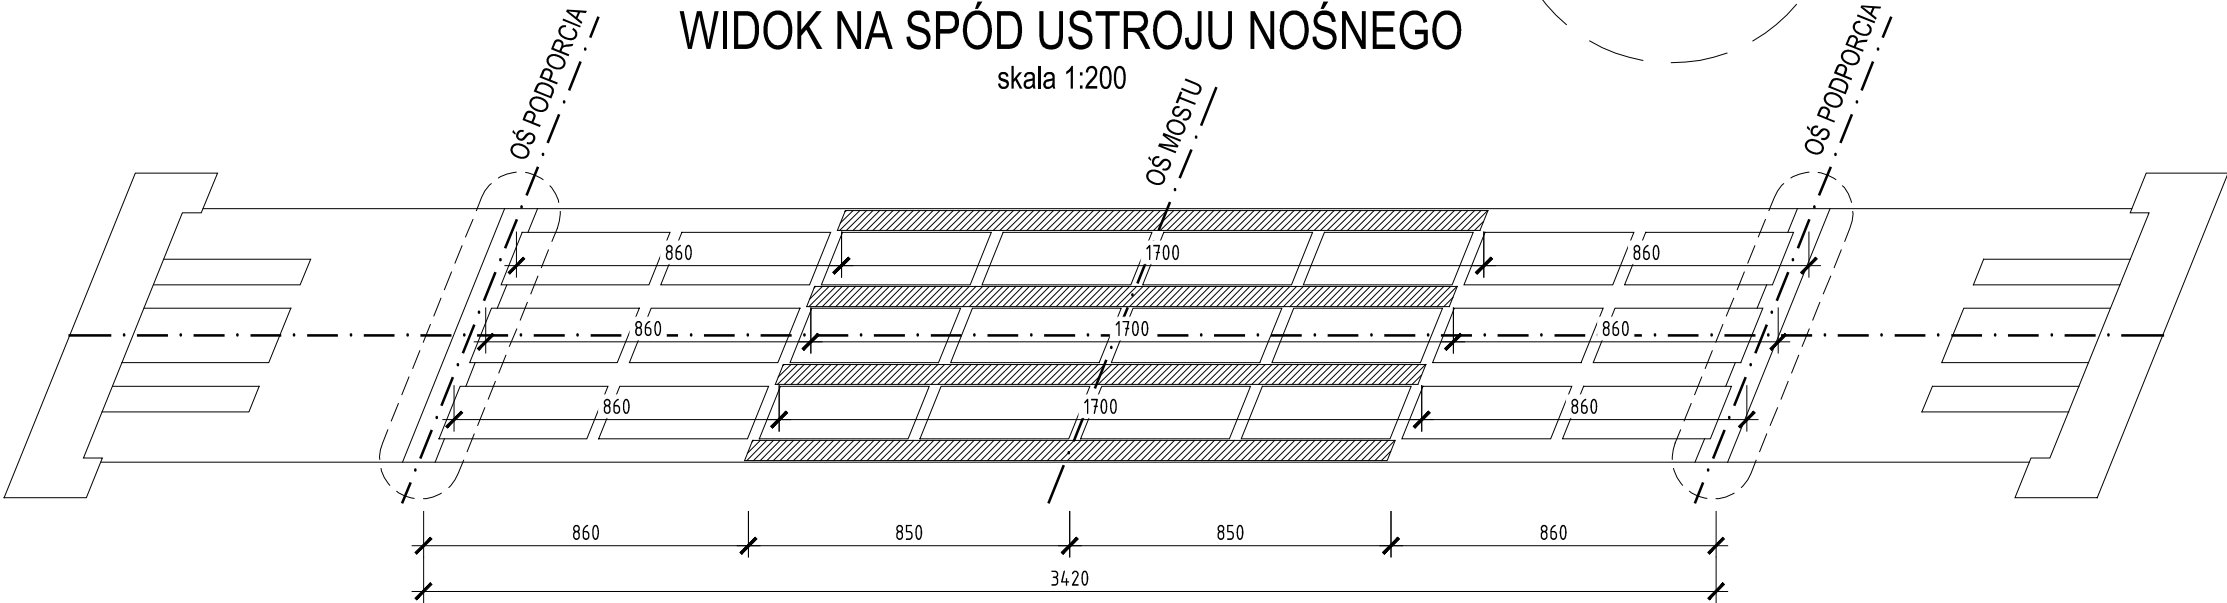 WIDOK NA SPÓD USTROJU NOŚNEGO
skala 1:200
OŚ PODPORCIA
OŚ MOSTU
OŚ PODPORCIA
860 1700 860
860 1700 860
860 1700 860
860 850 850 860
3420